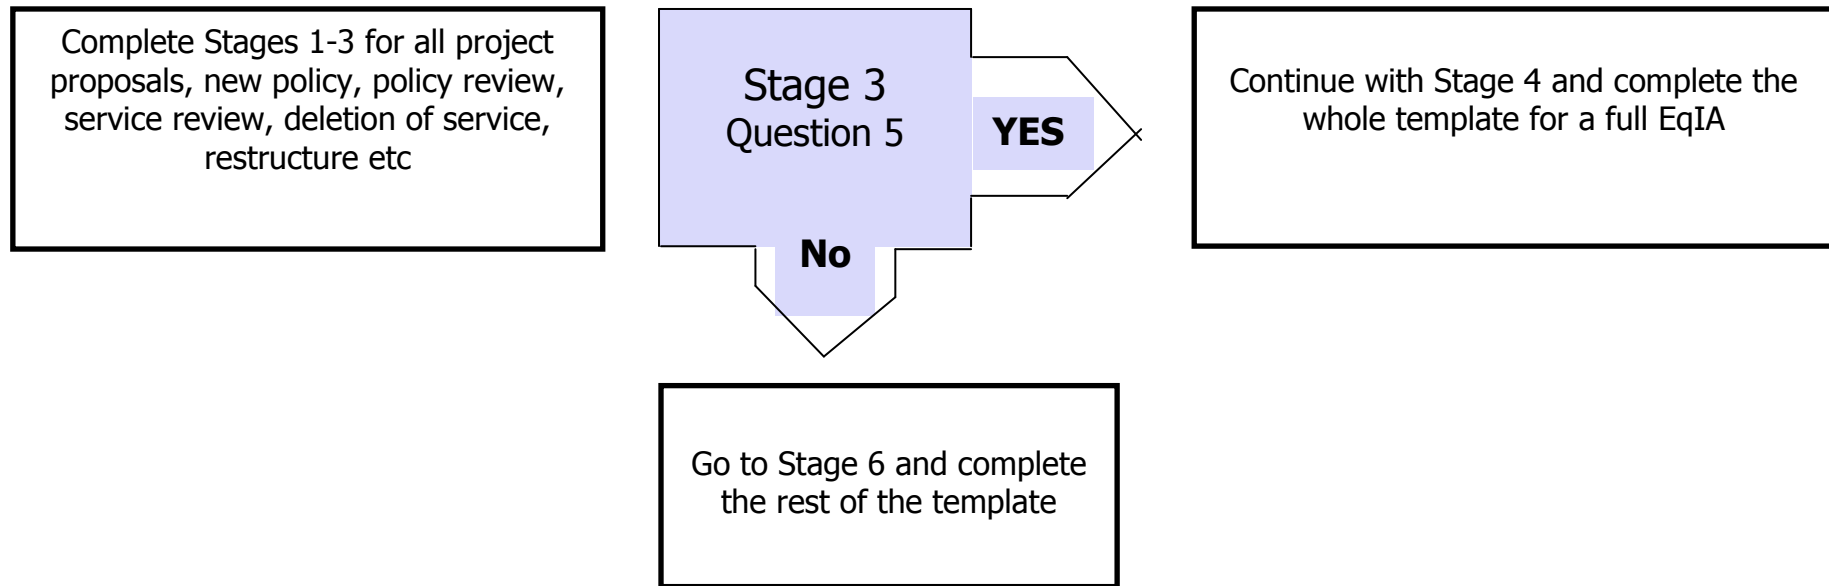 Complete Stages 1-3 for all project
proposals, new policy, policy review,
service review, deletion of service,
restructure etc
Stage 3
Question 5
YES
No
Continue with Stage 4 and complete the
whole template for a full EqIA
Go to Stage 6 and complete
the rest of the template